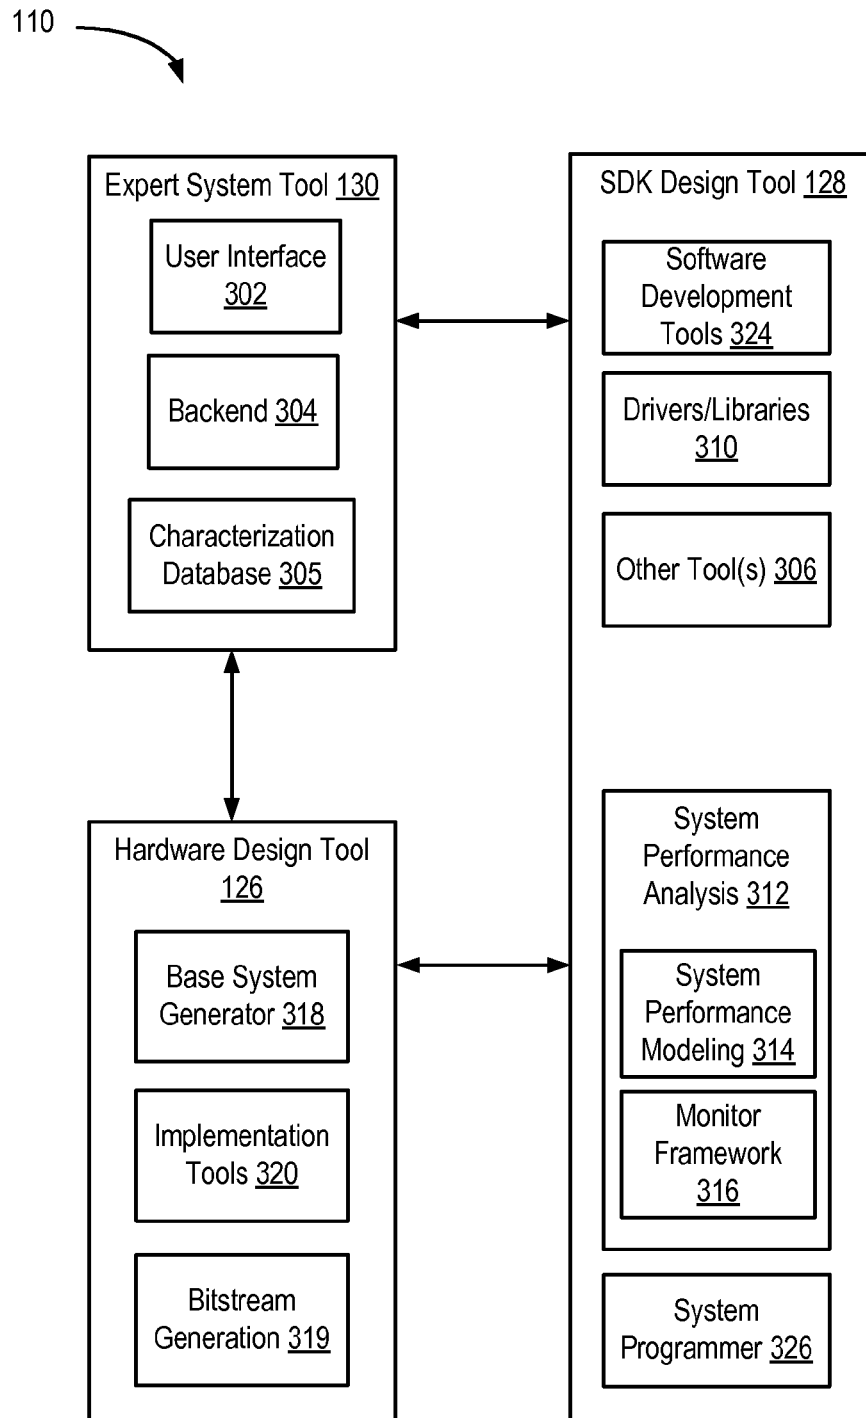 110
Expert System Tool 130
User Interface
302
Backend 304
Characterization
Database 305
SDK Design Tool 128
Software
Development
Tools 324
Drivers/Libraries
310
Other Tool(s) 306
Hardware Design Tool
126
Base System
Generator 318
Implementation
Tools 320
Bitstream
Generation 319
System
Performance
Analysis 312
System
Performance
Modeling 314
Monitor
Framework
316
System
Programmer 326